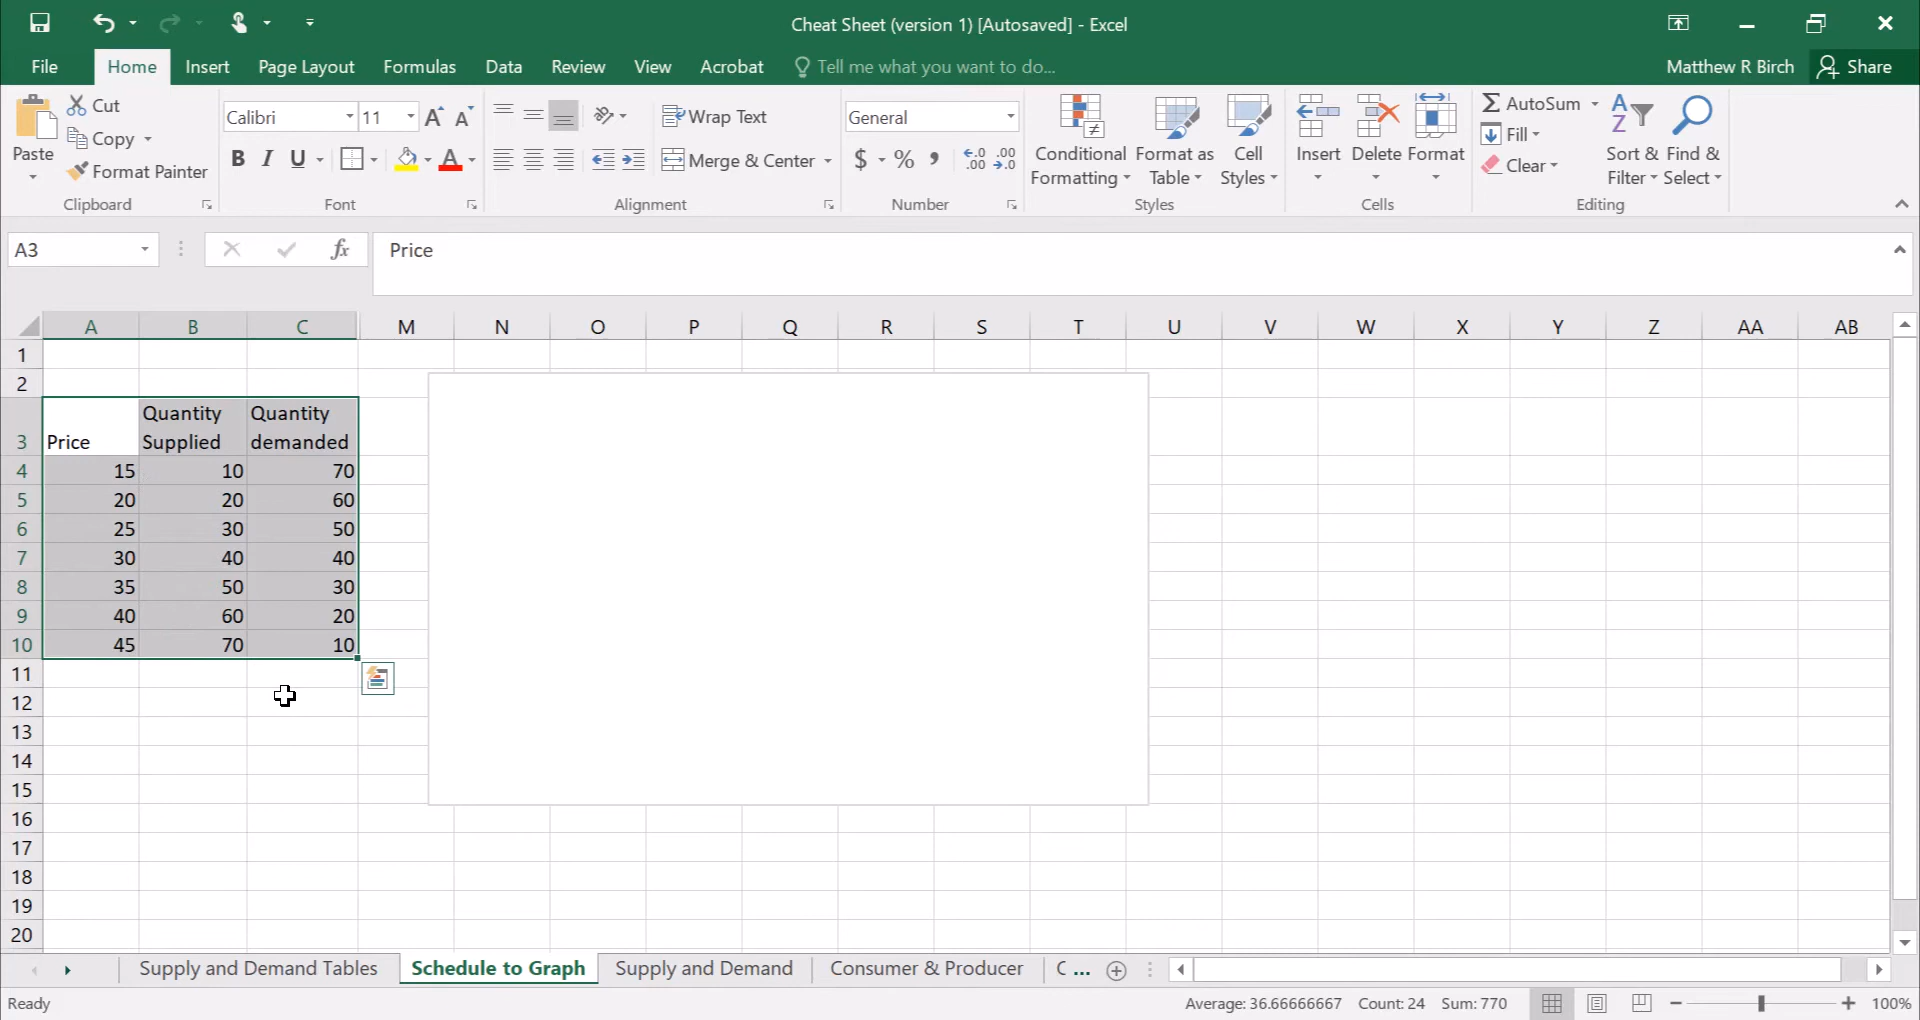 Cheat Sheet (version 1) [Autosaved] - Excel
File Home Insert Page Layout Formulas Data Review View Acrobat Tell me what you want to do... Matthew R Birch Share
Paste
Cut
Copy
Format Painter
Clipboard
Calibri 11
B I U A
Font
Wrap Text
Merge & Center
Alignment
General
$ % , .0 .00 .00 .0
Number
Conditional Formatting
Format as Table
Cell Styles
Styles
Insert Delete Format
Cells
AutoSum
Fill
Clear
Sort & Filter
Find & Select
Editing
A3 fx Price
A B C M N O P Q R S T U V W X Y Z AA AB
1
2
3 Price Quantity Supplied Quantity demanded
4 15 10 70
5 20 20 60
6 25 30 50
7 30 40 40
8 35 50 30
9 40 60 20
10 45 70 10
11
12
13
14
15
16
17
18
19
20
Supply and Demand Tables Schedule to Graph Supply and Demand Consumer & Producer C ...
Ready Average: 36.66666667 Count: 24 Sum: 770 100%